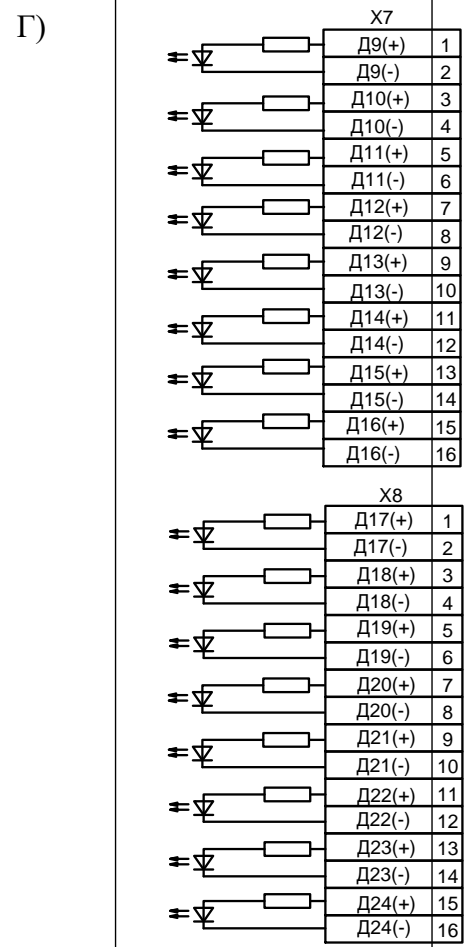 Г)
X7
Д9(+) 1
Д9(-) 2
Д10(+) 3
Д10(-) 4
Д11(+) 5
Д11(-) 6
Д12(+) 7
Д12(-) 8
Д13(+) 9
Д13(-) 10
Д14(+) 11
Д14(-) 12
Д15(+) 13
Д15(-) 14
Д16(+) 15
Д16(-) 16
X8
Д17(+) 1
Д17(-) 2
Д18(+) 3
Д18(-) 4
Д19(+) 5
Д19(-) 6
Д20(+) 7
Д20(-) 8
Д21(+) 9
Д21(-) 10
Д22(+) 11
Д22(-) 12
Д23(+) 13
Д23(-) 14
Д24(+) 15
Д24(-) 16